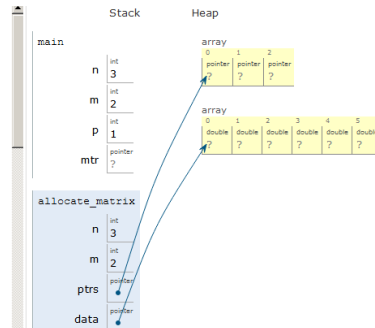 Stack Heap
main
int
n 3
int
m 2
int
p 1
pointer
mtr ?
array
0 1 2
pointer pointer pointer
? ? ?
array
0 1 2 3 4 5
double double double double double double
? ? ? ? ? ?
allocate_matrix
int
n 3
int
m 2
pointer
ptrs
pointer
data